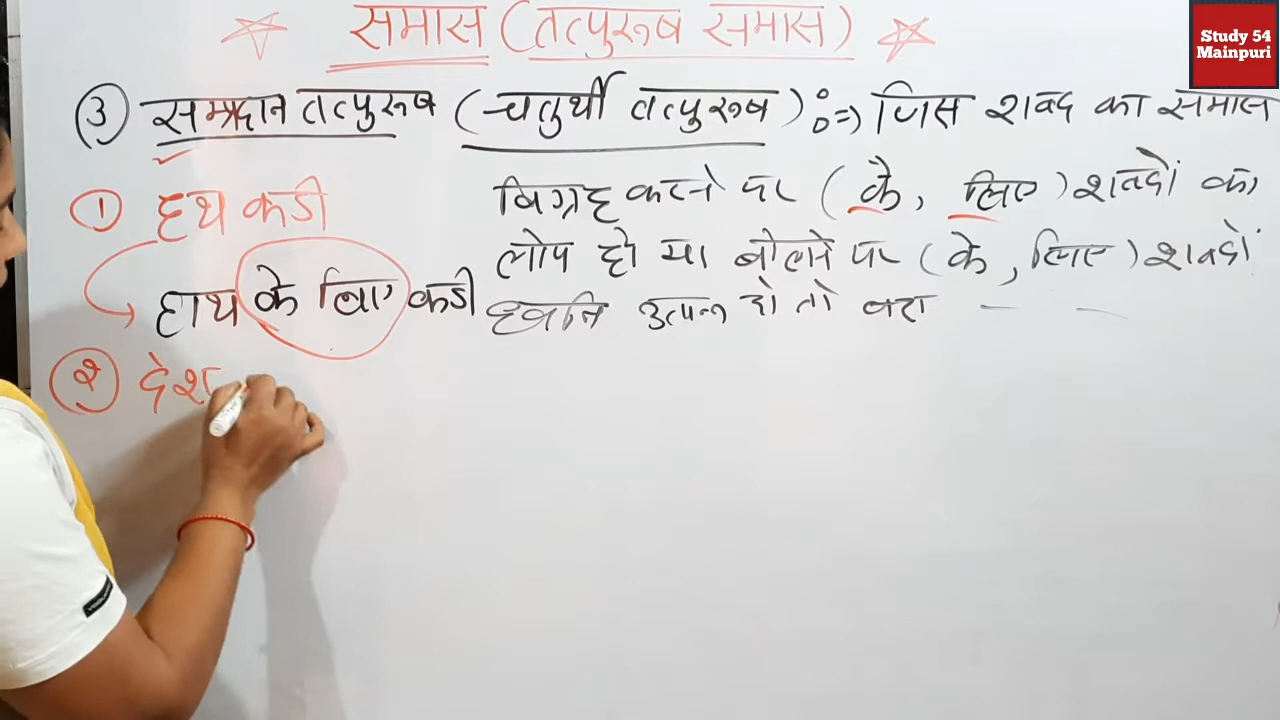 समास (तत्पुरूष समास)
Study 54
Mainpuri
③ सम्प्रदान तत्पुरूष (चतुर्थी तत्पुरूष) : => जिस शब्द का समास
बिग्रह करने पर (के, लिए) शब्दों का
लोप हो या बोलने पर (के, लिए) शब्दों
ध्वनि उत्पन्न हो तो वहा
① हथकडी
हाथ के लिए कडी
② देश